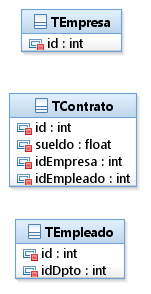 TEmpresa
id : int
TContrato
id : int
sueldo : float
idEmpresa : int
idEmpleado : int
TEmpleado
id : int
idDpto : int